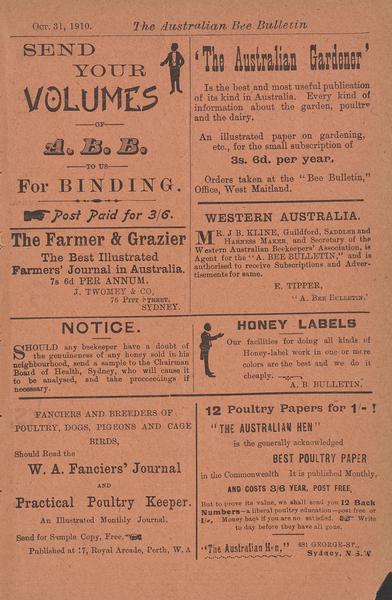 Oct. 31, 1910. The Australian Bee Bulletin
SEND
YOUR
VOLUMES
—OF—
A. B. B.
—TO US—
FOR BINDING.
Post Paid for 3/6.
The Farmer & Grazier
The Best Illustrated
Farmers' Journal in Australia.
7s 6d PER ANNUM.
J. TWOMEY & CO,
76 PITT STREET,
SYDNEY.
NOTICE.
SHOULD any beekeeper have a doubt of
the genuineness of any honey sold in his
neighbourhood, send a sample to the Chairman
Board of Health, Sydney, who will cause it
to be analysed, and take proceedings if
necessary.
FANCIERS AND BREEDERS OF
POULTRY, DOGS, PIGEONS AND CAGE
BIRDS,
Should Read the
W. A. Fanciers' Journal
AND
Practical Poultry Keeper.
An Illustrated Monthly Journal.
Send for Sample Copy, Free.
Published at 17, Royal Arcade, Perth, W.A
'The Australian Gardener'
Is the best and most useful publication
of its kind in Australia. Every kind of
information about the garden, poultry
and the dairy.
An illustrated paper on gardening,
etc., for the small subscription of
3s. 6d. per year,
Orders taken at the "Bee Bulletin,"
Office, West Maitland.
WESTERN AUSTRALIA.
MR. J. B. KLINE, Guildford, SADDLER AND
HARNESS MAKER, and Secretary of the
Western Australian Beekeepers' Association, is
Agent for the "A. BEE BULLETIN," and is
authorised to receive Subscriptions and Adver-
tisements for same.
E. TIPPER,
"A. BEE BULLETIN.'
HONEY LABELS
Our facilities for doing all kinds of
Honey-label work in one or more
colors are the best and we do it
cheaply.
A. B. BULLETIN.
12 Poultry Papers for 1/- !
"THE AUSTRALIAN HEN"
is the generally acknowledged
BEST POULTRY PAPER
in the Commonwealth It is published Monthly,
AND COSTS 3/6 YEAR, POST FREE,
But to prove its value, we shall send you 12 Back
Numbers—a liberal poultry education—post free or
1/-, Money back if you are no satisfied. Write
to day before they have all gone.
"The Australian Hen," 481 GEORGE-ST.,
Sydney, N.S.W